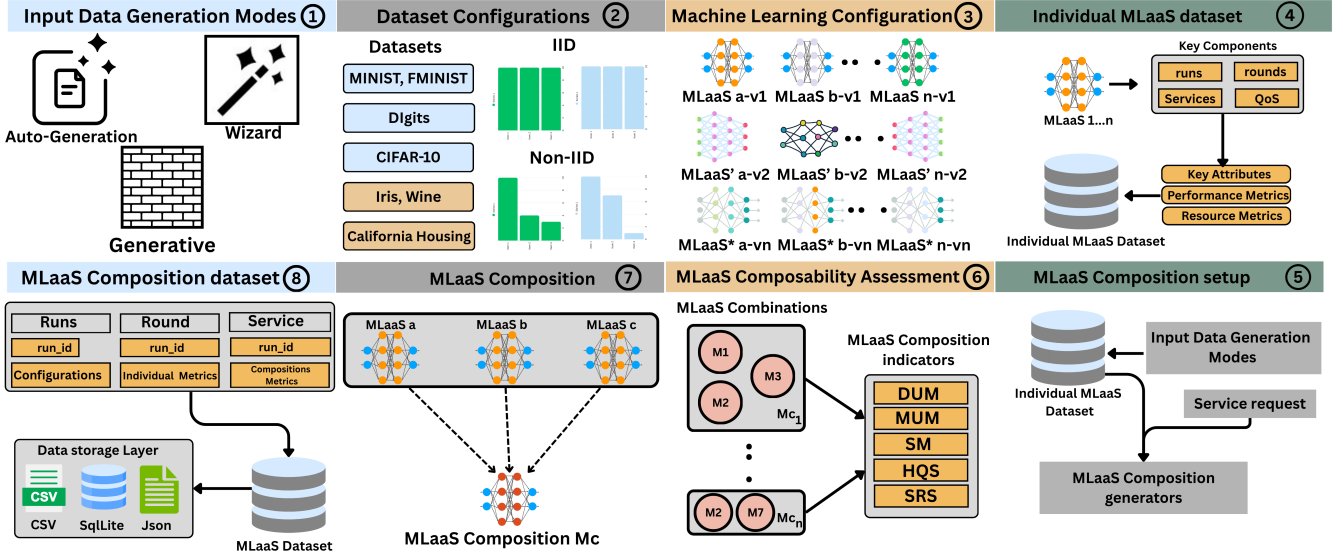 Input Data Generation Modes 1
Auto-Generation
Wizard
Generative
Dataset Configurations 2
Datasets
MINIST, FMINIST
DIgits
CIFAR-10
Iris, Wine
California Housing
IID
Non-IID
Machine Learning Configuration 3
MLaaS a-v1 MLaaS b-v1 MLaaS n-v1
MLaaS' a-v2 MLaaS' b-v2 MLaaS' n-v2
MLaaS* a-vn MLaaS* b-vn MLaaS* n-vn
Individual MLaaS dataset 4
Key Components
runs rounds
Services QoS
MLaaS 1...n
Key Attributes
Performance Metrics
Resource Metrics
Individual MLaaS Dataset
MLaaS Composition dataset 8
Runs Round Service
run_id run_id run_id
Configurations Individual Metrics Compositions
Metrics
Data storage Layer
CSV
CSV SqlLite Json
MLaaS Dataset
MLaaS Composition 7
MLaaS a MLaaS b MLaaS c
MLaaS Composition Mc
MLaaS Composability Assessment 6
MLaaS Combinations
M1
M3
M2
Mc1
M2 M7 Mcn
MLaaS Composition
indicators
DUM
MUM
SM
HQS
SRS
MLaaS Composition setup 5
Input Data Generation
Modes
Individual MLaaS
Dataset
Service request
MLaaS Composition
generators